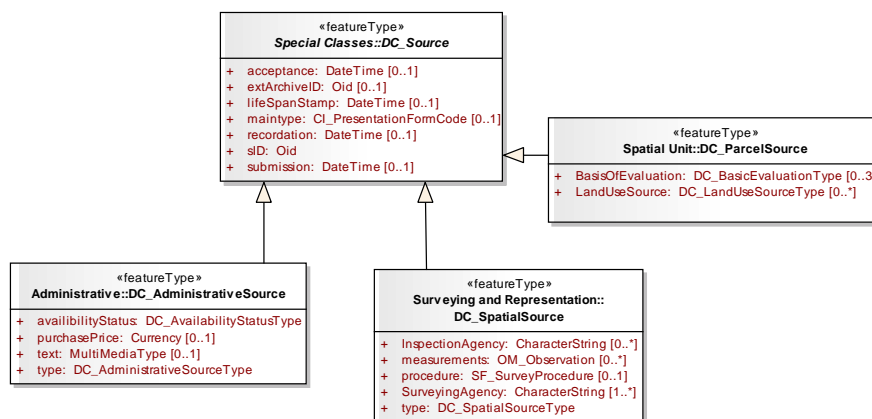 «featureType»
Special Classes::DC_Source
+ acceptance: DateTime [0..1]
+ extArchiveID: Oid [0..1]
+ lifeSpanStamp: DateTime [0..1]
+ maintype: CI_PresentationFormCode [0..1]
+ recordation: DateTime [0..1]
+ sID: Oid
+ submission: DateTime [0..1]
«featureType»
Spatial Unit::DC_ParcelSource
+ BasisOfEvaluation: DC_BasicEvaluationType [0..3
+ LandUseSource: DC_LandUseSourceType [0..*]
«featureType»
Administrative::DC_AdministrativeSource
+ availibilityStatus: DC_AvailabilityStatusType
+ purchasePrice: Currency [0..1]
+ text: MultiMediaType [0..1]
+ type: DC_AdministrativeSourceType
«featureType»
Surveying and Representation::
DC_SpatialSource
+ InspectionAgency: CharacterString [0..*]
+ measurements: OM_Observation [0..*]
+ procedure: SF_SurveyProcedure [0..1]
+ SurveyingAgency: CharacterString [1..*]
+ type: DC_SpatialSourceType